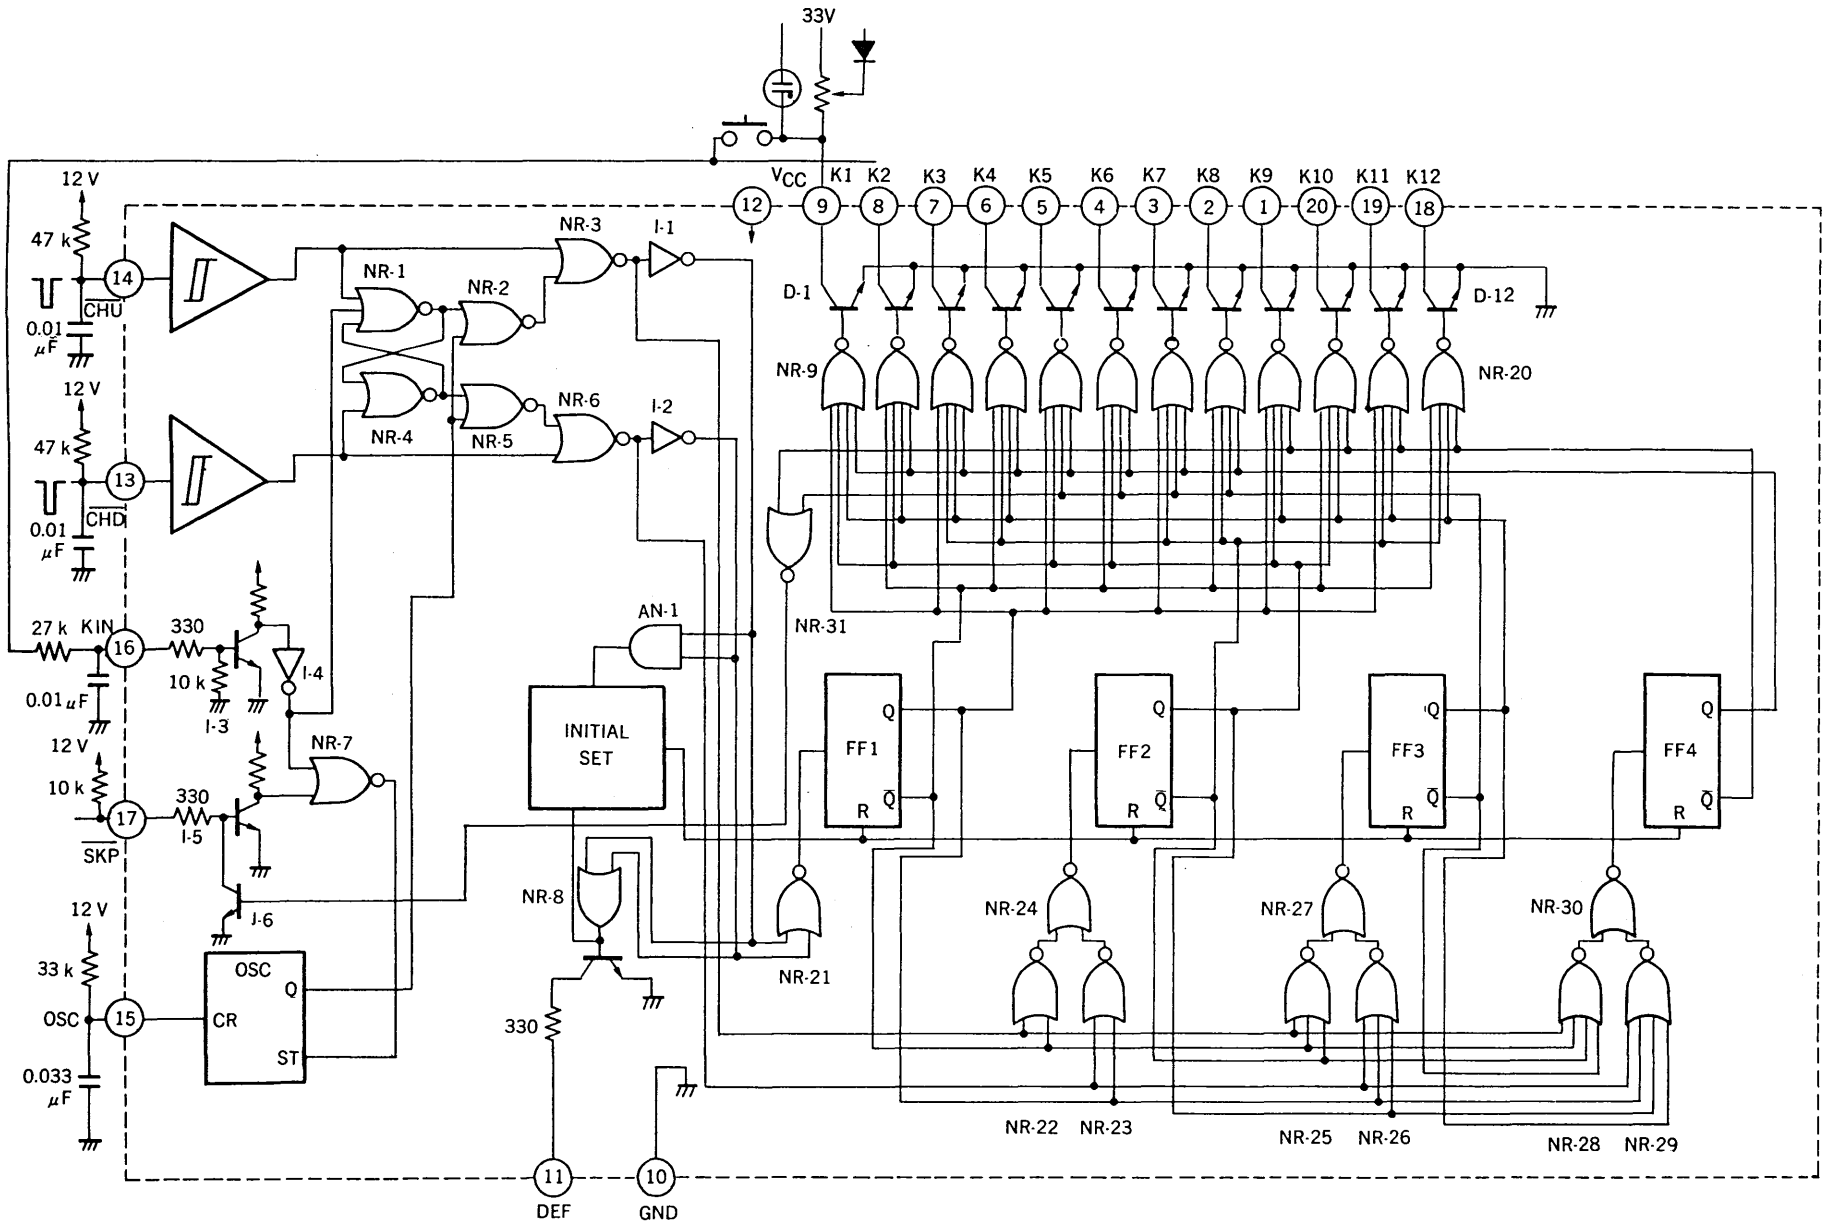 33V
12 V
VCC K1 K2 K3 K4 K5 K6 K7 K8 K9 K10 K11 K12
12 9 8 7 6 5 4 3 2 1 20 19 18
47 k
14
CHU
0.01
μF
NR-1
NR-2
NR-3
I-1
D-1
D-12
NR-9
NR-20
12 V
47 k
13
CHD
0.01
μF
NR-4
NR-5
NR-6
I-2
27 k
KIN
16
330
10 k
0.01μF
I-3
I-4
AN-1
NR-31
12 V
10 k
17
SKP
330
I-5
NR-7
INITIAL
SET
Q
FF1
Q
R
Q
FF2
Q
R
Q
FF3
Q
R
Q
FF4
Q
R
I-6
NR-8
NR-21
NR-24
NR-27
NR-30
12 V
33 k
OSC
15
0.033
μF
OSC
Q
CR
ST
330
NR-22
NR-23
NR-25
NR-26
NR-28
NR-29
11
DEF
10
GND